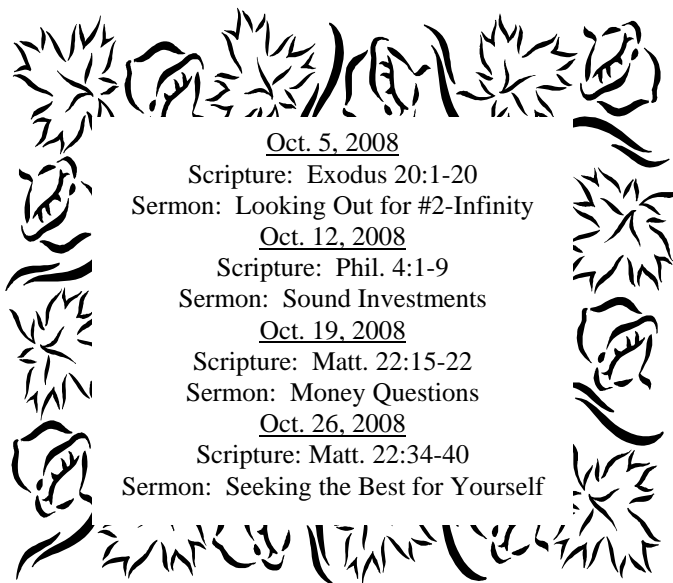 Oct. 5, 2008
Scripture:  Exodus 20:1-20
Sermon:  Looking Out for #2-Infinity
Oct. 12, 2008
Scripture:  Phil. 4:1-9
Sermon:  Sound Investments
Oct. 19, 2008
Scripture:  Matt. 22:15-22
Sermon:  Money Questions
Oct. 26, 2008
Scripture: Matt. 22:34-40
Sermon:  Seeking the Best for Yourself